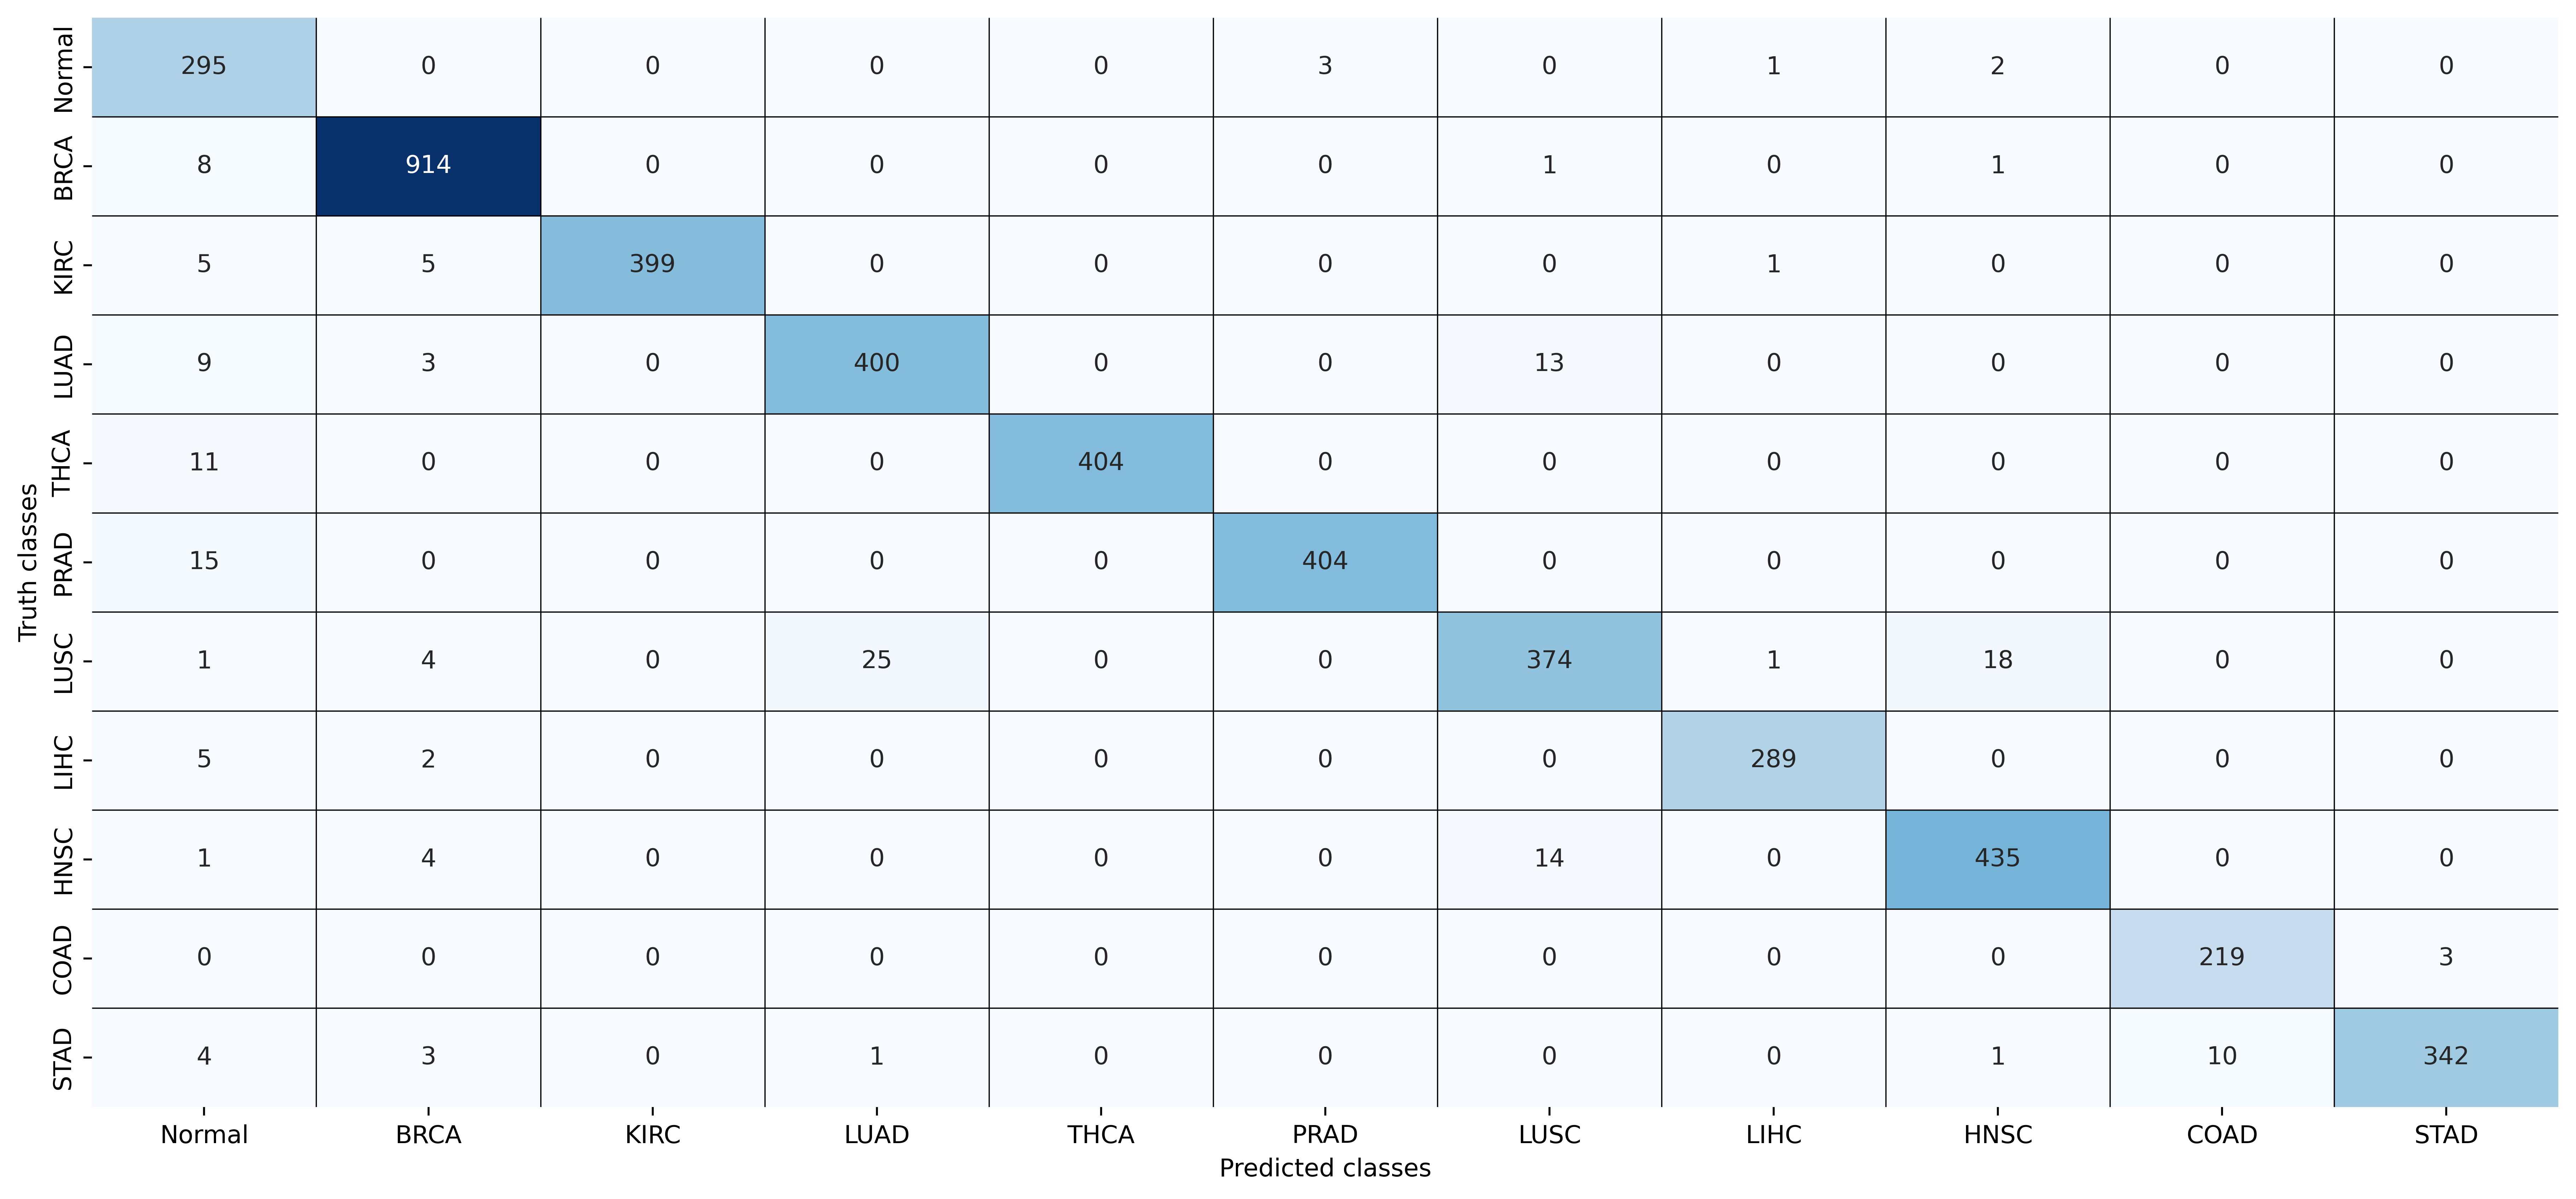 Truth classes
Normal 295 0 0 0 0 3 0 1 2 0 0
BRCA 8 914 0 0 0 0 1 0 1 0 0
KIRC 5 5 399 0 0 0 0 1 0 0 0
LUAD 9 3 0 400 0 0 13 0 0 0 0
THCA 11 0 0 0 404 0 0 0 0 0 0
PRAD 15 0 0 0 0 404 0 0 0 0 0
LUSC 1 4 0 25 0 0 374 1 18 0 0
LIHC 5 2 0 0 0 0 0 289 0 0 0
HNSC 1 4 0 0 0 0 14 0 435 0 0
COAD 0 0 0 0 0 0 0 0 0 219 3
STAD 4 3 0 1 0 0 0 0 1 10 342
Normal BRCA KIRC LUAD THCA PRAD LUSC LIHC HNSC COAD STAD
Predicted classes